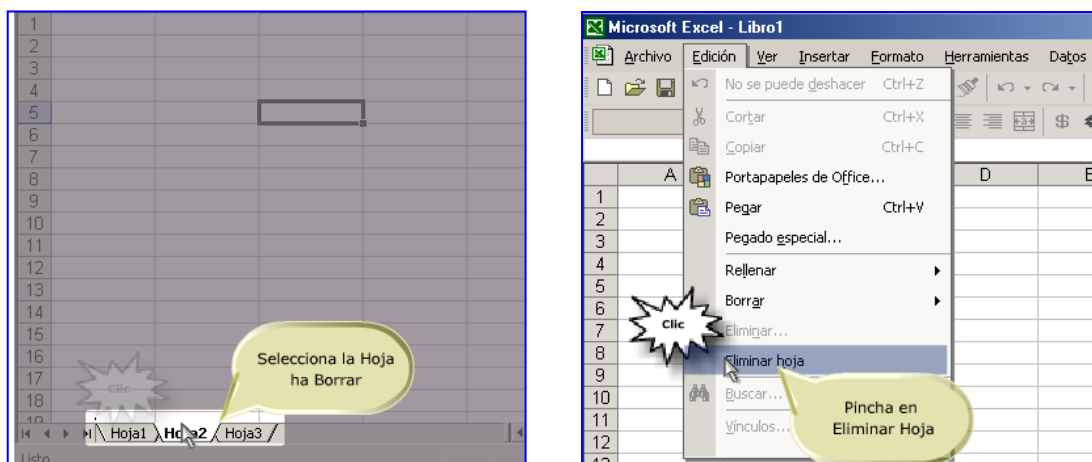 1
2
3
4
5
6
7
8
9
10
11
12
13
14
15
16
17
18
19
Clic
Selecciona la Hoja
ha Borrar
Hoja1 Hoja2 Hoja3
Listo
Microsoft Excel - Libro1
Archivo Edición Ver Insertar Formato Herramientas Datos
No se puede deshacer Ctrl+Z
Cortar Ctrl+X
Copiar Ctrl+C
Portapapeles de Office...
Pegar Ctrl+V
Pegado especial...
Rellenar
Borrar
Eliminar...
Eliminar hoja
Buscar...
Vínculos...
$
A D E
1
2
3
4
5
6
7
8
9
10
11
12
13
Clic
Pincha en
Eliminar Hoja